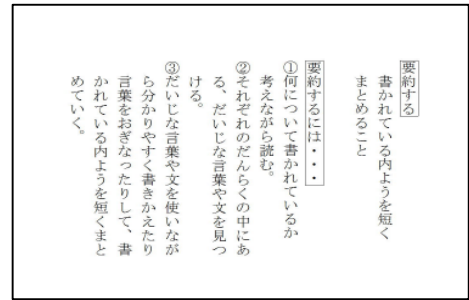 要約する
書かれている内ようを短く
まとめること
要約するには・・・
①何について書かれているか
考えながら読む。
②それぞれのだんらくの中にあ
る、だいじな言葉や文を見つ
ける。
③だいじな言葉や文を使いなが
ら分かりやすく書きかえたり
言葉をおぎなったりして、書
かれている内ようを短くまと
めていく。